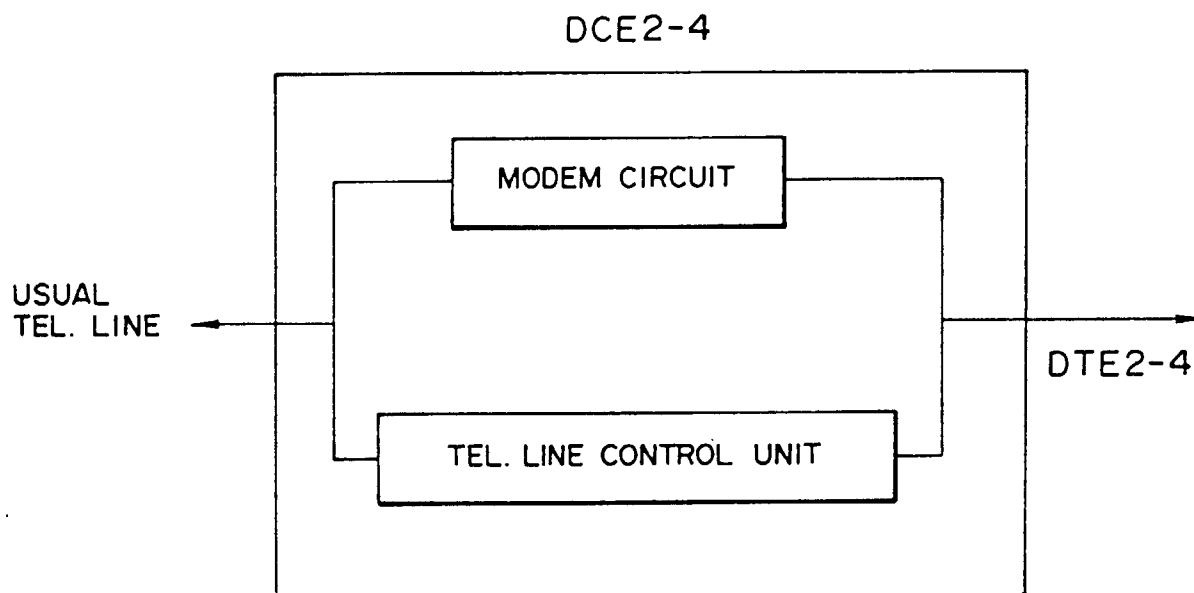 DCE2-4
MODEM CIRCUIT
USUAL
TEL. LINE
DTE2-4
TEL. LINE CONTROL UNIT